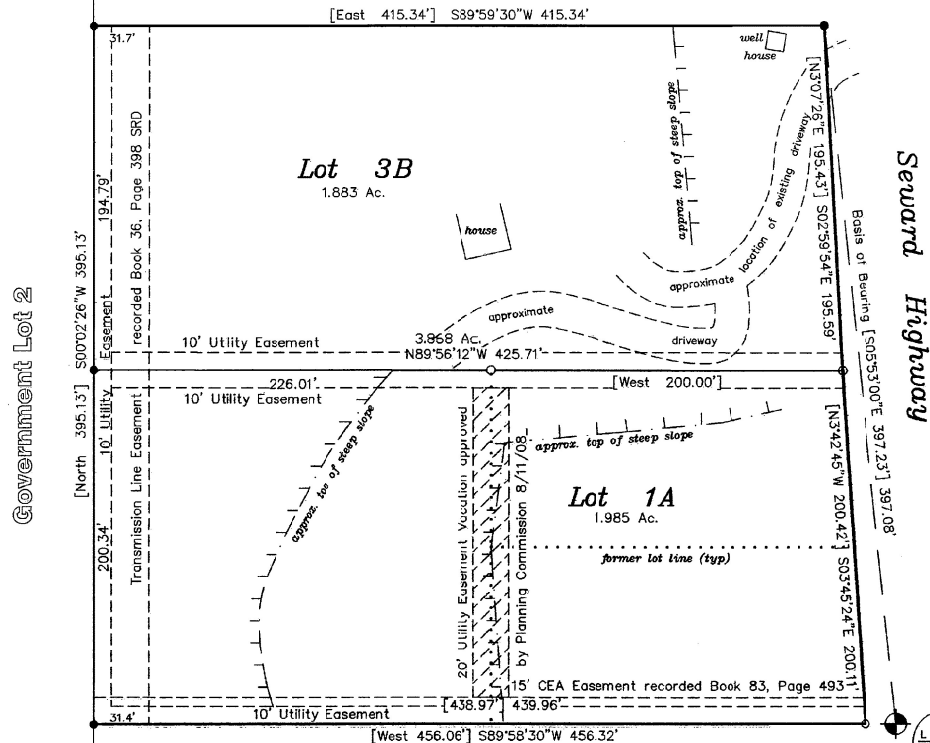 [East 415.34'] S89°59'30"W 415.34'
31.7'
well
house
Lot 3B
1.883 Ac.
house
approx. top of steep slope
approximate location of existing driveway
[N3°07'26"E 195.43'] S02°59'54"E 195.59'
Seward Highway
Basis of Bearing [S05°53'00"E 397.23'] 397.08'
194.79'
recorded Book 36, Page 398 SRD
S00°02'26"W 395.13'
[North 395.13']
Government Lot 2
10' Utility Easement
Transmission Line Easement
200.34'
approximate
driveway
3.868 Ac.
10' Utility Easement
N89°56'12"W 425.71'
226.01'
[West 200.00']
10' Utility Easement
approx. toe of steep slope
20' Utility Easement Vacation approved
by Planning Commission 8/11/08
approx. top of steep slope
Lot 1A
1.985 Ac.
former lot line (typ)
[N3°42'45"W 200.42'] S03°45'24"E 200.11'
15' CEA Easement recorded Book 83, Page 493
[438.97'] 439.96'
31.4'
10' Utility Easement
[West 456.06'] S89°58'30"W 456.32'
L